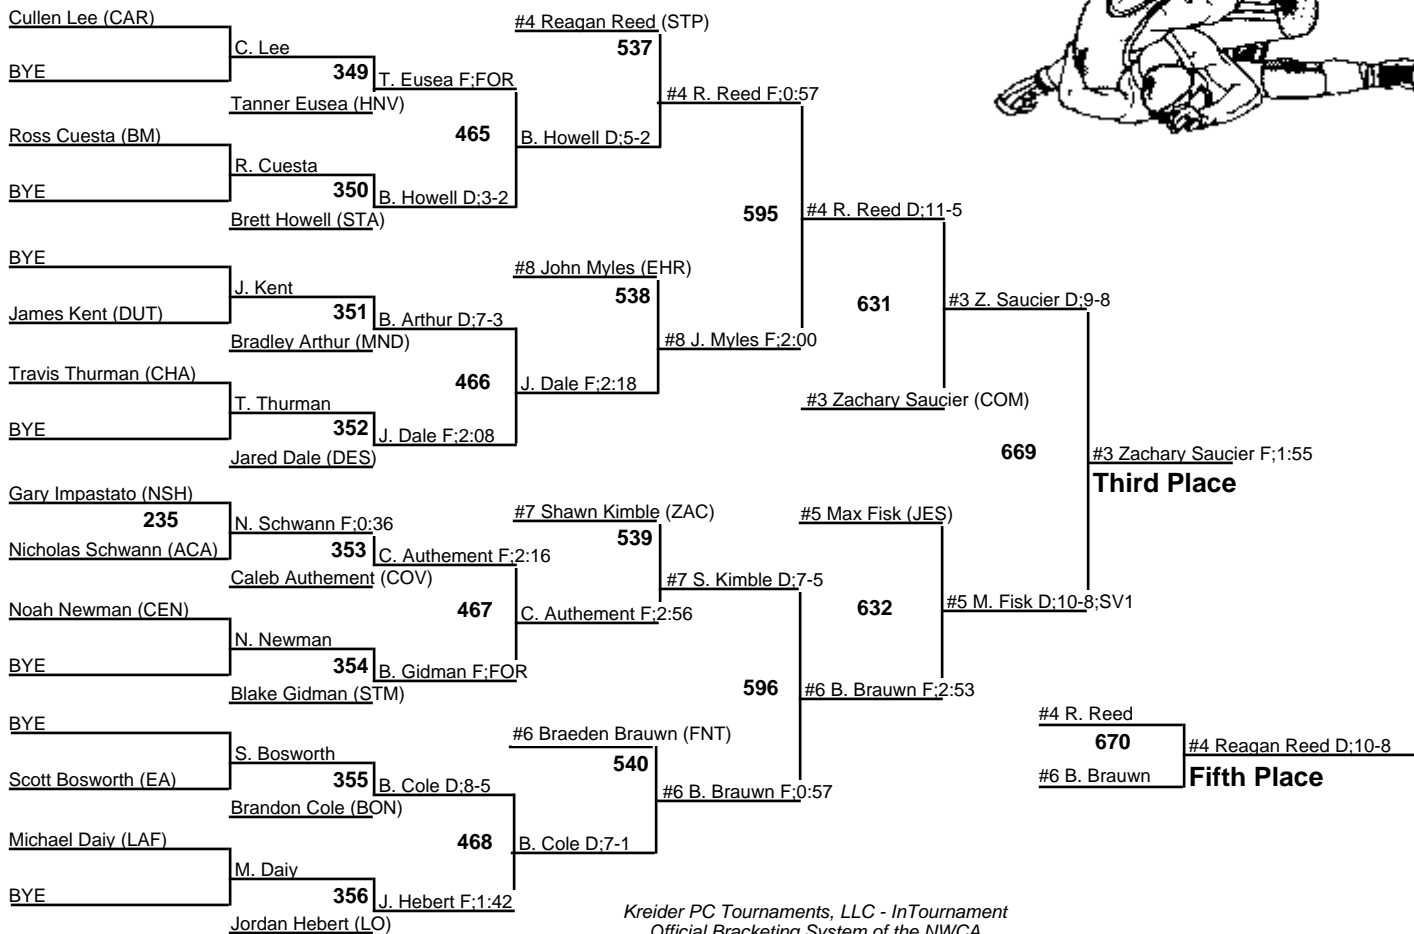 Cullen Lee (CAR)
#4 Reagan Reed (STP)
537
C. Lee
BYE
349
T. Eusea F;FOR
#4 R. Reed F;0:57
Tanner Eusea (HNV)
Ross Cuesta (BM)
465
B. Howell D;5-2
R. Cuesta
BYE
350
B. Howell D;3-2
Brett Howell (STA)
595
#4 R. Reed D;11-5
BYE
#8 John Myles (EHR)
J. Kent
538
631
#3 Z. Saucier D;9-8
James Kent (DUT)
351
B. Arthur D;7-3
Bradley Arthur (MND)
#8 J. Myles F;2:00
Travis Thurman (CHA)
466
J. Dale F;2:18
T. Thurman
#3 Zachary Saucier (COM)
BYE
352
J. Dale F;2:08
Jared Dale (DES)
669
#3 Zachary Saucier F;1:55
Third Place
Gary Impastato (NSH)
235
N. Schwann F;0:36
#7 Shawn Kimble (ZAC)
#5 Max Fisk (JES)
539
Nicholas Schwann (ACA)
353
C. Authement F;2:16
Caleb Authement (COV)
#7 S. Kimble D;7-5
Noah Newman (CEN)
467
C. Authement F;2:56
632
#5 M. Fisk D;10-8;SV1
N. Newman
BYE
354
B. Gidman F;FOR
Blake Gidman (STM)
596
#6 B. Brauwn F;2:53
BYE
#6 Braeden Brauwn (FNT)
#4 R. Reed
S. Bosworth
540
670
#4 Reagan Reed D;10-8
Scott Bosworth (EA)
355
B. Cole D;8-5
#6 B. Brauwn
Fifth Place
Brandon Cole (BON)
#6 B. Brauwn F;0:57
Michael Daiy (LAF)
468
B. Cole D;7-1
M. Daiy
BYE
356
J. Hebert F;1:42
Jordan Hebert (LO)
Kreider PC Tournaments, LLC - InTournament
Official Bracketing System of the NWCA